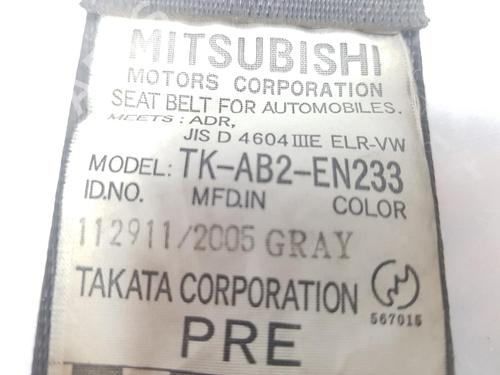 MITSUBISHI
MOTORS CORPORATION
SEAT BELT FOR AUTOMOBILES.
MEETS: ADR,
JIS D 4604 IIIE ELR-VW
MODEL: TK-AB2-EN233
ID.NO. MFD.IN COLOR
112911/2005 GRAY
TAKATA CORPORATION
567015
PRE